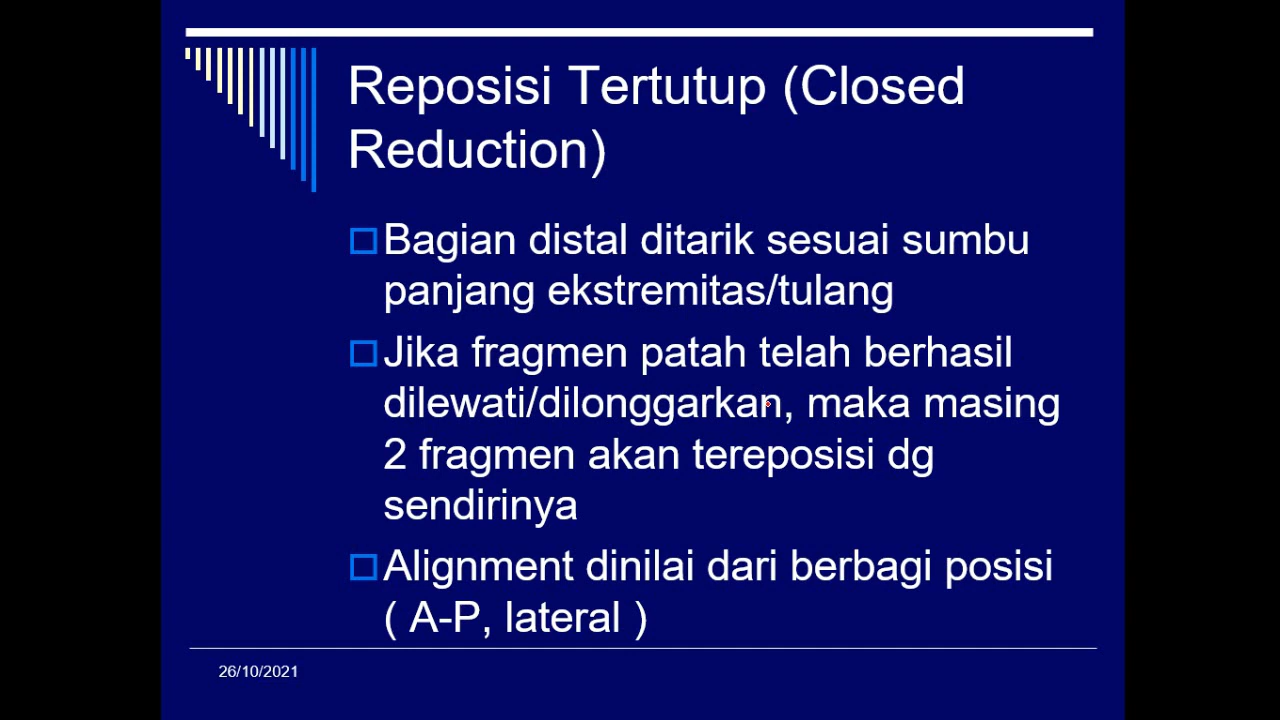 Reposisi Tertutup (Closed
Reduction)
Bagian distal ditarik sesuai sumbu
panjang ekstremitas/tulang
Jika fragmen patah telah berhasil
dilewati/dilonggarkan, maka masing
2 fragmen akan tereposisi dg
sendirinya
Alignment dinilai dari berbagi posisi
( A-P, lateral )
26/10/2021